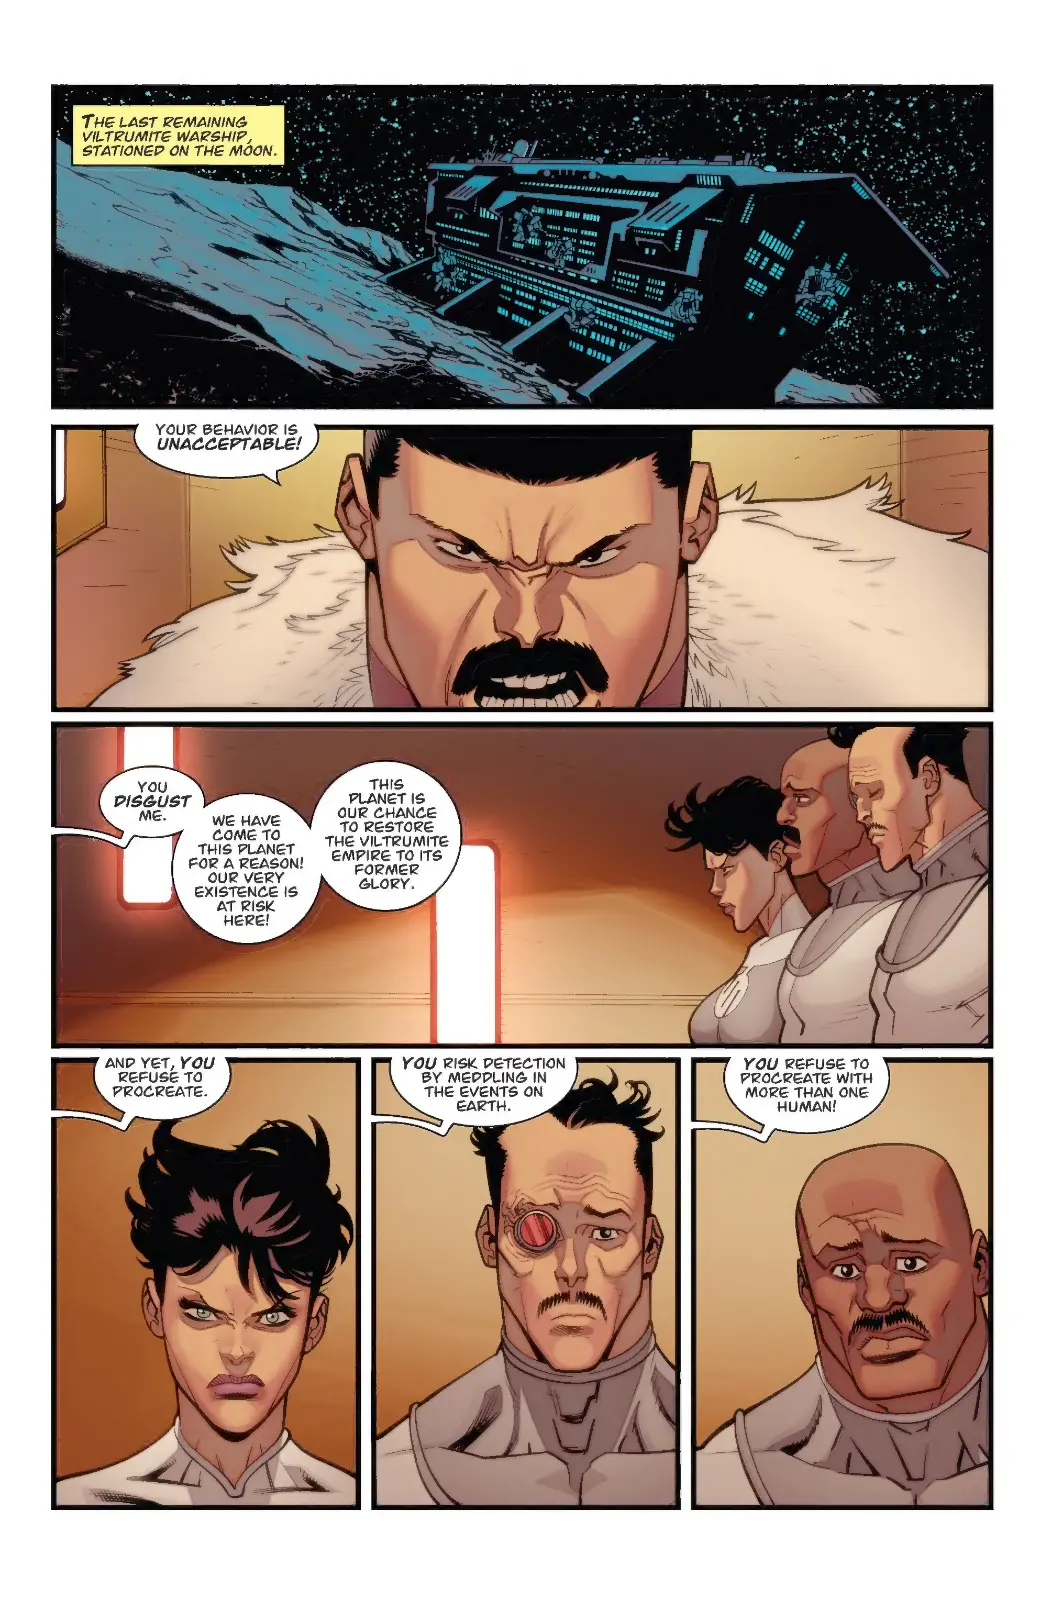 THE LAST REMAINING
VILTRUMITE WARSHIP,
STATIONED ON THE MOON.
YOUR BEHAVIOR IS
UNACCEPTABLE!
YOU
DISGUST
ME.
WE HAVE
COME TO
THIS PLANET
FOR A REASON!
OUR VERY
EXISTENCE IS
AT RISK
HERE!
THIS
PLANET IS
OUR CHANCE
TO RESTORE
THE VILTRUMITE
EMPIRE TO ITS
FORMER
GLORY.
AND YET, YOU
REFUSE TO
PROCREATE.
YOU RISK DETECTION
BY MEDDLING IN
THE EVENTS ON
EARTH.
YOU REFUSE TO
PROCREATE WITH
MORE THAN ONE
HUMAN!